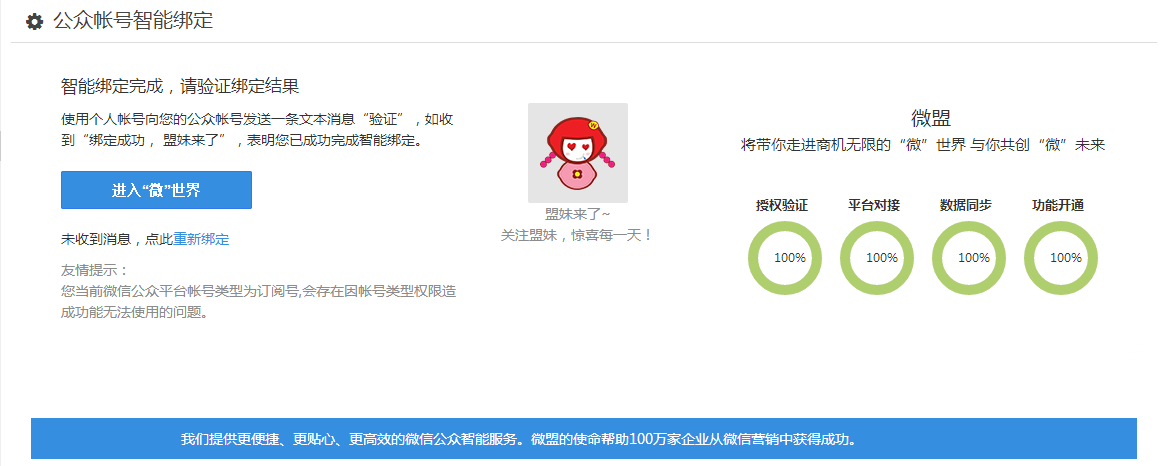 公众帐号智能绑定
智能绑定完成，请验证绑定结果
使用个人帐号向您的公众帐号发送一条文本消息“验证”，如收
到“绑定成功，盟妹来了”，表明您已成功完成智能绑定。
进入“微”世界
未收到消息，点此重新绑定
友情提示：
您当前微信公众平台帐号类型为订阅号,会存在因帐号类型权限造
成功能无法使用的问题。
盟妹来了~
关注盟妹，惊喜每一天！
微盟
将带你走进商机无限的“微”世界 与你共创“微”未来
授权验证 平台对接 数据同步 功能开通
100% 100% 100% 100%
我们提供更便捷、更贴心、更高效的微信公众智能服务。微盟的使命帮助100万家企业从微信营销中获得成功。